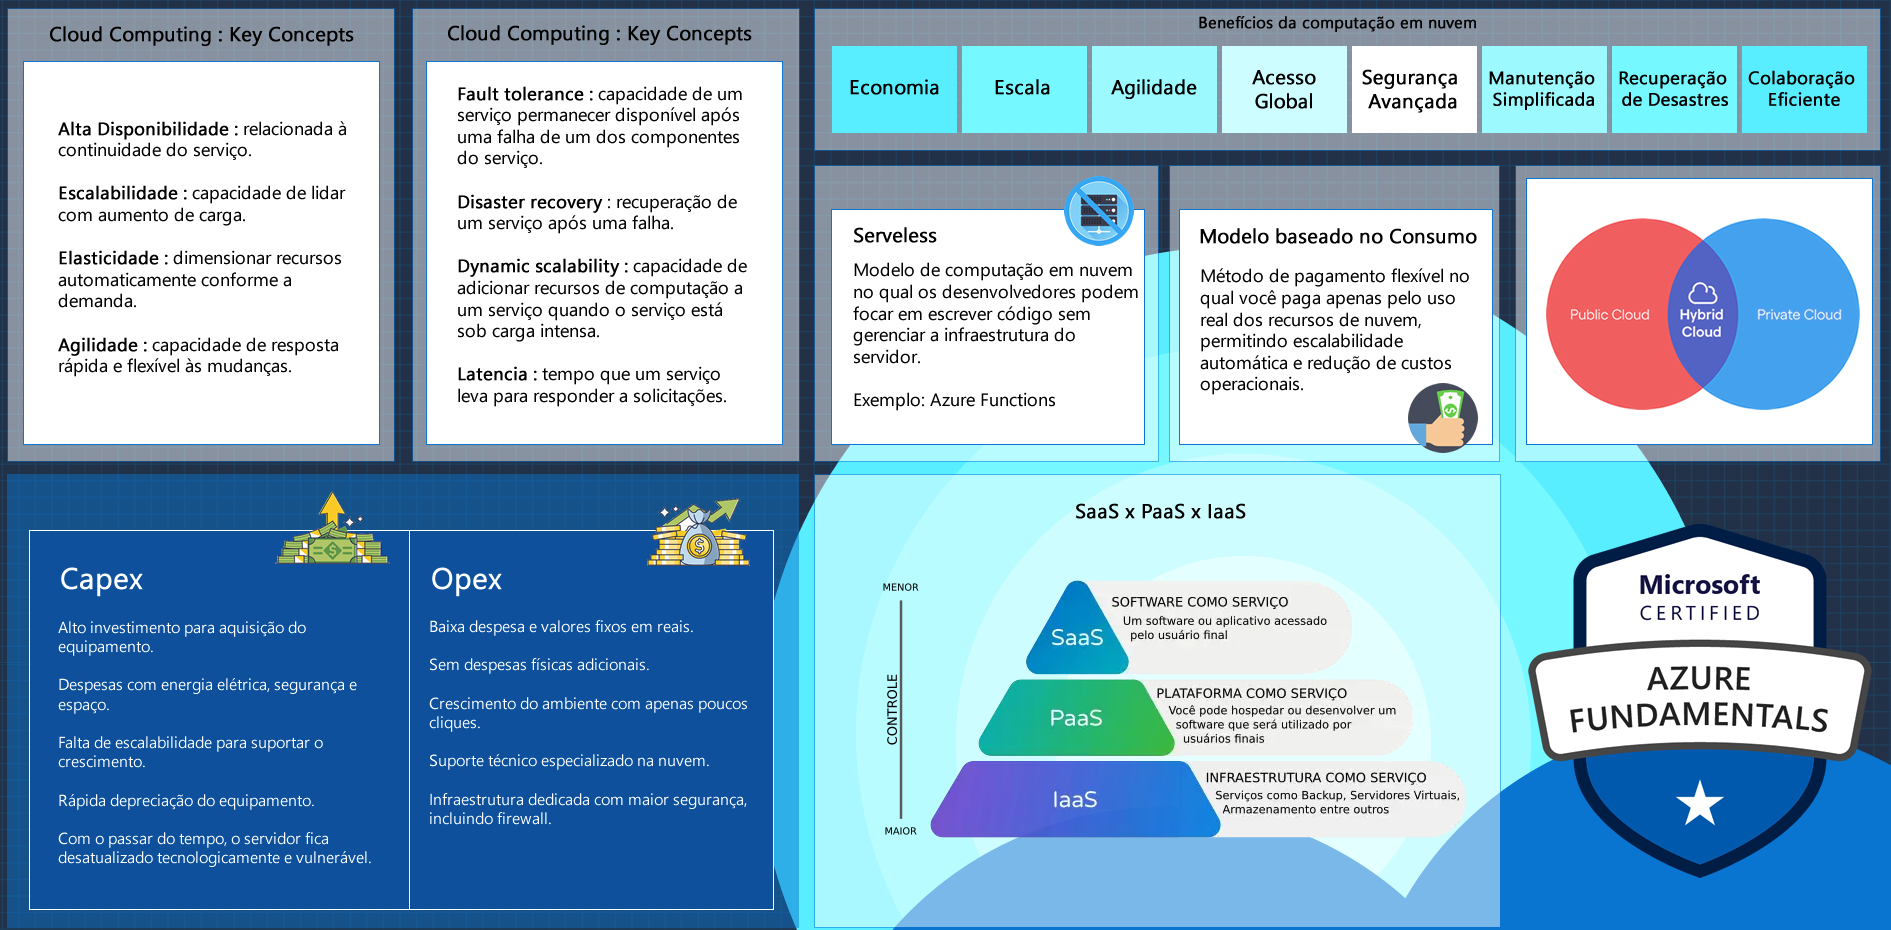 Cloud Computing : Key Concepts
Alta Disponibilidade : relacionada à
continuidade do serviço.
Escalabilidade : capacidade de lidar
com aumento de carga.
Elasticidade : dimensionar recursos
automaticamente conforme a
demanda.
Agilidade : capacidade de resposta
rápida e flexível às mudanças.
Cloud Computing : Key Concepts
Fault tolerance : capacidade de um
serviço permanecer disponível após
uma falha de um dos componentes
do serviço.
Disaster recovery : recuperação de
um serviço após uma falha.
Dynamic scalability : capacidade de
adicionar recursos de computação a
um serviço quando o serviço está
sob carga intensa.
Latencia : tempo que um serviço
leva para responder a solicitações.
Benefícios da computação em nuvem
Economia
Escala
Agilidade
Acesso
Global
Segurança
Avançada
Manutenção
Simplificada
Recuperação
de Desastres
Colaboração
Eficiente
Serveless
Modelo de computação em nuvem
no qual os desenvolvedores podem
focar em escrever código sem
gerenciar a infraestrutura do
servidor.
Exemplo: Azure Functions
Modelo baseado no Consumo
Método de pagamento flexível no
qual você paga apenas pelo uso
real dos recursos de nuvem,
permitindo escalabilidade
automática e redução de custos
operacionais.
Public Cloud
Hybrid
Cloud
Private Cloud
Capex
Alto investimento para aquisição do
equipamento.
Despesas com energia elétrica, segurança e
espaço.
Falta de escalabilidade para suportar o
crescimento.
Rápida depreciação do equipamento.
Com o passar do tempo, o servidor fica
desatualizado tecnologicamente e vulnerável.
Opex
Baixa despesa e valores fixos em reais.
Sem despesas físicas adicionais.
Crescimento do ambiente com apenas poucos
cliques.
Suporte técnico especializado na nuvem.
Infraestrutura dedicada com maior segurança,
incluindo firewall.
SaaS x PaaS x IaaS
MENOR
CONTROLE
MAIOR
SaaS
SOFTWARE COMO SERVIÇO
Um software ou aplicativo acessado
pelo usuário final
PaaS
PLATAFORMA COMO SERVIÇO
Você pode hospedar ou desenvolver um
software que será utilizado por
usuários finais
IaaS
INFRAESTRUTURA COMO SERVIÇO
Serviços como Backup, Servidores Virtuais,
Armazenamento entre outros
Microsoft
CERTIFIED
AZURE
FUNDAMENTALS